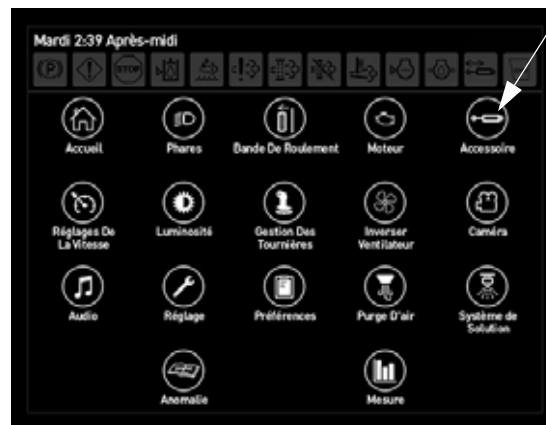 Mardi 2:39 Après-midi
(P) STOP
Accueil Phares Bande De Roulement Moteur Accessoire
Réglages De La Vitesse Luminosité Gestion Des Tournières Inverser Ventilateur Caméra
Audio Réglage Préférences Purge D'air Système de Solution
Anomalie Mesure